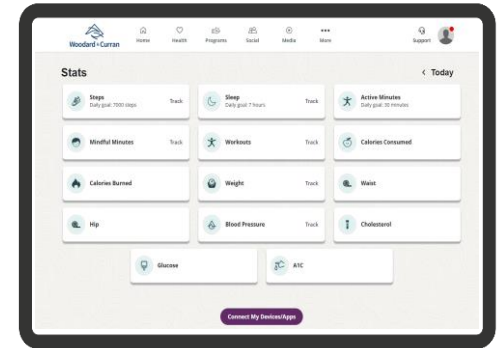 Woodard & Curran
Home
Health
Programs
Social
Media
More
Support
Stats
< Today
Steps
Daily goal: 7000 steps
Track
Sleep
Daily goal: 7 hours
Track
Active Minutes
Daily goal: 30 minutes
Mindful Minutes
Track
Workouts
Track
Calories Consumed
Calories Burned
Weight
Track
Waist
Hip
Blood Pressure
Track
Cholesterol
Glucose
A1C
Connect My Devices/Apps